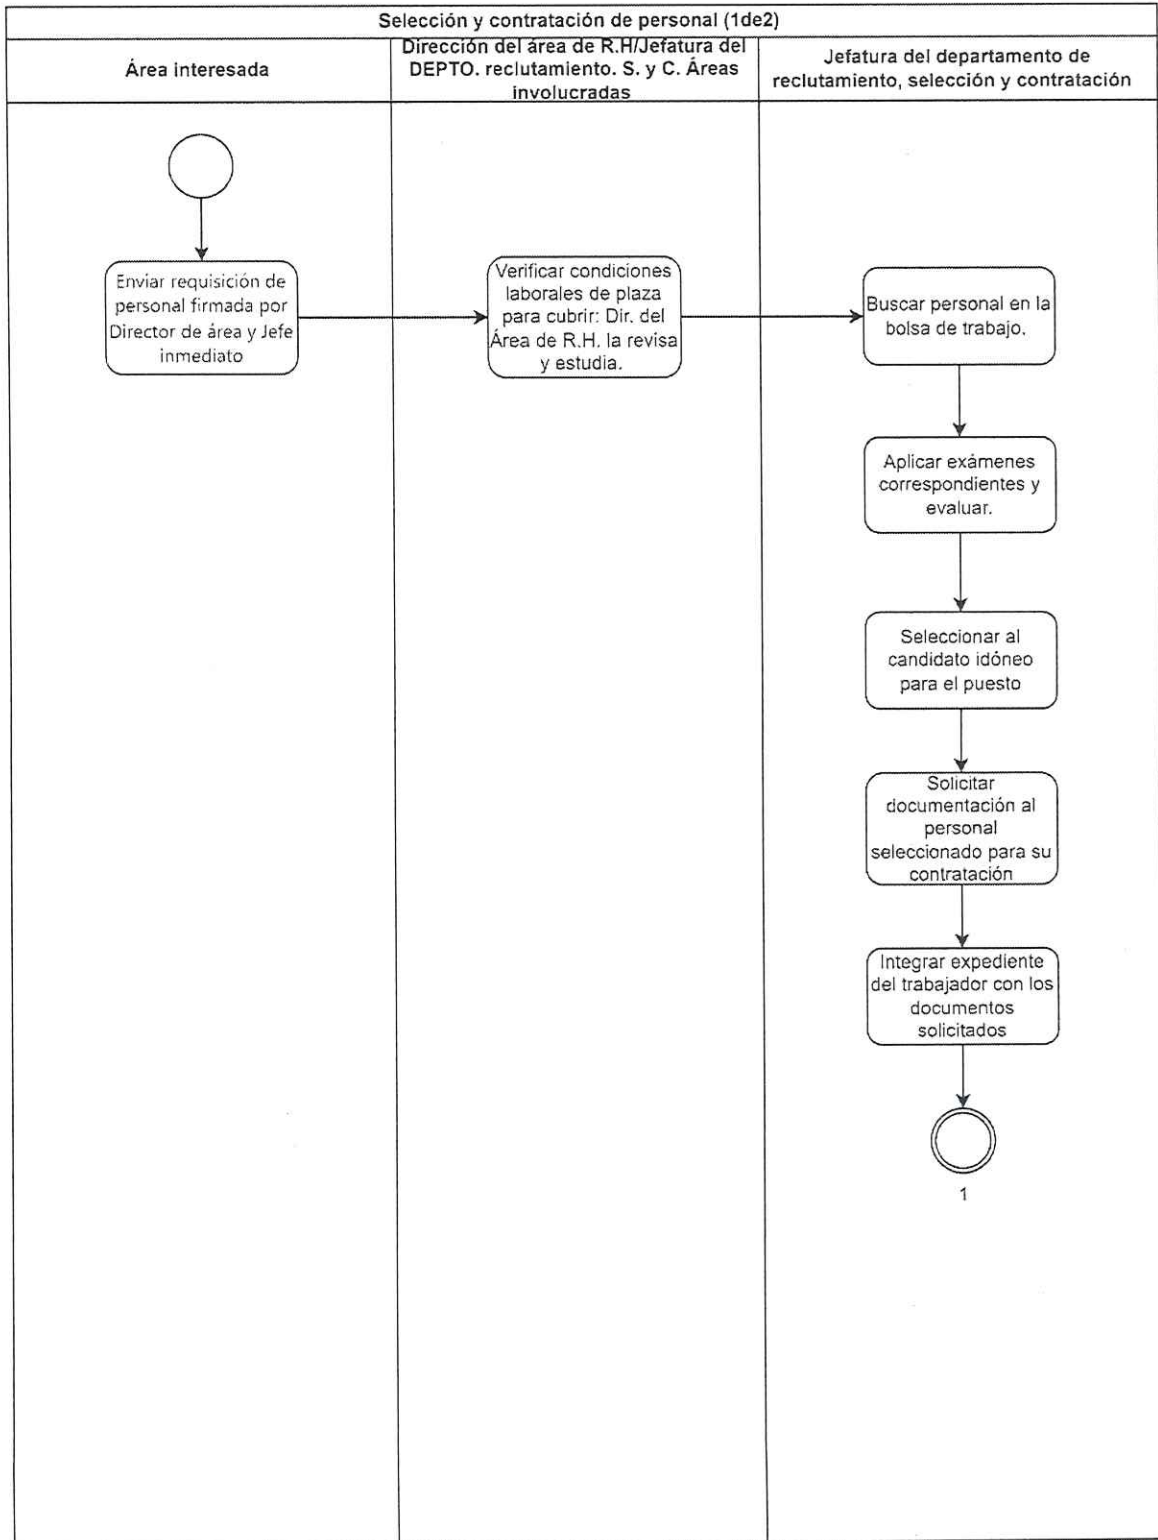 Selección y contratación de personal (1de2)
Área interesada
Dirección del área de R.H/Jefatura del
DEPTO. reclutamiento. S. y C. Áreas
involucradas
Jefatura del departamento de
reclutamiento, selección y contratación
Enviar requisición de
personal firmada por
Director de área y Jefe
inmediato
Verificar condiciones
laborales de plaza
para cubrir: Dir. del
Área de R.H. la revisa
y estudia.
Buscar personal en la
bolsa de trabajo.
Aplicar exámenes
correspondientes y
evaluar.
Seleccionar al
candidato idóneo
para el puesto
Solicitar
documentación al
personal
seleccionado para su
contratación
Integrar expediente
del trabajador con los
documentos
solicitados
1